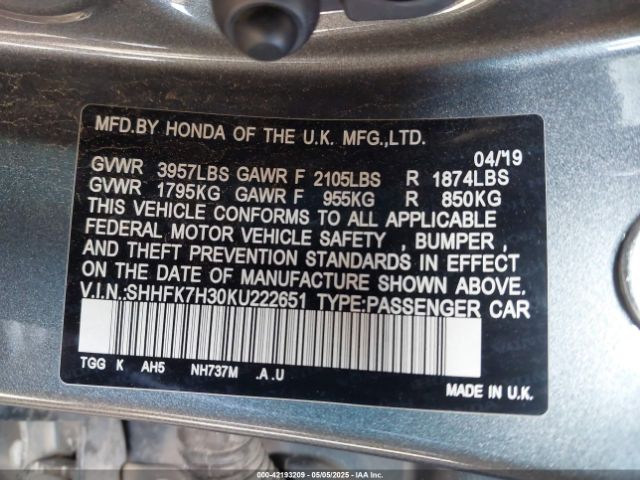 MFD.BY HONDA OF THE U.K. MFG.,LTD.
04/'19
GVWR 3957LBS GAWR F 2105LBS R 1874LBS
GVWR 1795KG GAWR F 955KG R 850KG
THIS VEHICLE CONFORMS TO ALL APPLICABLE
FEDERAL MOTOR VEHICLE SAFETY , BUMPER ,
AND THEFT PREVENTION STANDARDS IN EFFECT
ON THE DATE OF MANUFACTURE SHOWN ABOVE.
V.I.N.:SHHFK7H30KU222651 TYPE:PASSENGER CAR
TGG K AH5 NH737M .A .U
MADE IN U.K.
000-42193209 - 05/05/2025 - IAAI.COM